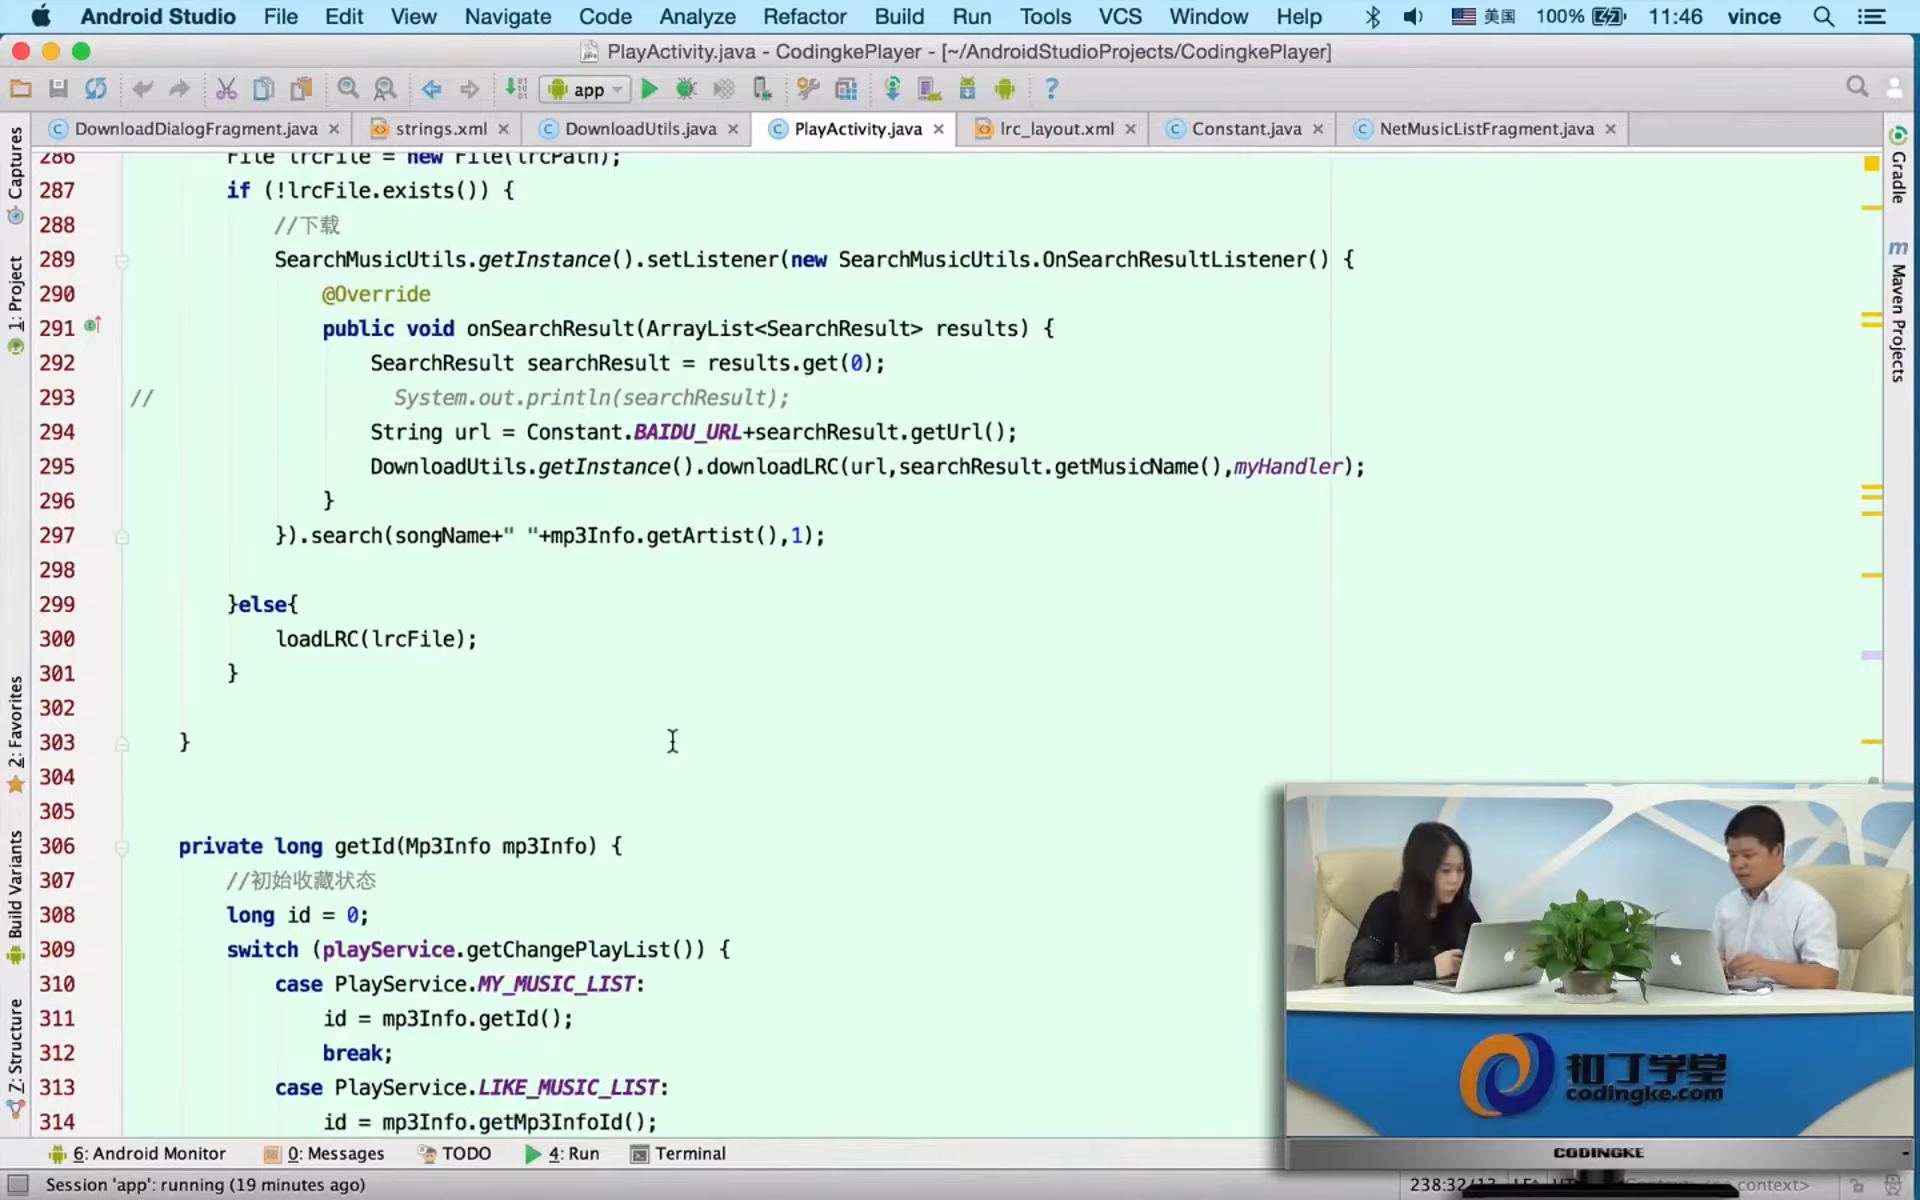 Android Studio File Edit View Navigate Code Analyze Refactor Build Run Tools VCS Window Help 美国 100% 11:46 vince
PlayActivity.java - CodingkePlayer - [~/AndroidStudioProjects/CodingkePlayer]
app
DownloadDialogFragment.java strings.xml DownloadUtils.java PlayActivity.java lrc_layout.xml Constant.java NetMusicListFragment.java
Captures
1: Project
2: Favorites
Build Variants
Z: Structure
Gradle
Maven Projects
286 File lrcFile = new File(lrcPath);
287 if (!lrcFile.exists()) {
288 //下载
289 SearchMusicUtils.getInstance().setListener(new SearchMusicUtils.OnSearchResultListener() {
290 @Override
291 public void onSearchResult(ArrayList<SearchResult> results) {
292 SearchResult searchResult = results.get(0);
293 // System.out.println(searchResult);
294 String url = Constant.BAIDU_URL+searchResult.getUrl();
295 DownloadUtils.getInstance().downloadLRC(url,searchResult.getMusicName(),myHandler);
296 }
297 }).search(songName+" "+mp3Info.getArtist(),1);
298
299 }else{
300 loadLRC(lrcFile);
301 }
302
303 }
304
305
306 private long getId(Mp3Info mp3Info) {
307 //初始收藏状态
308 long id = 0;
309 switch (playService.getChangePlayList()) {
310 case PlayService.MY_MUSIC_LIST:
311 id = mp3Info.getId();
312 break;
313 case PlayService.LIKE_MUSIC_LIST:
314 id = mp3Info.getMp3InfoId();
扣丁学堂
codingke.com
CODINGKE
6: Android Monitor 0: Messages TODO 4: Run Terminal
Session 'app': running (19 minutes ago)
238:32 context>